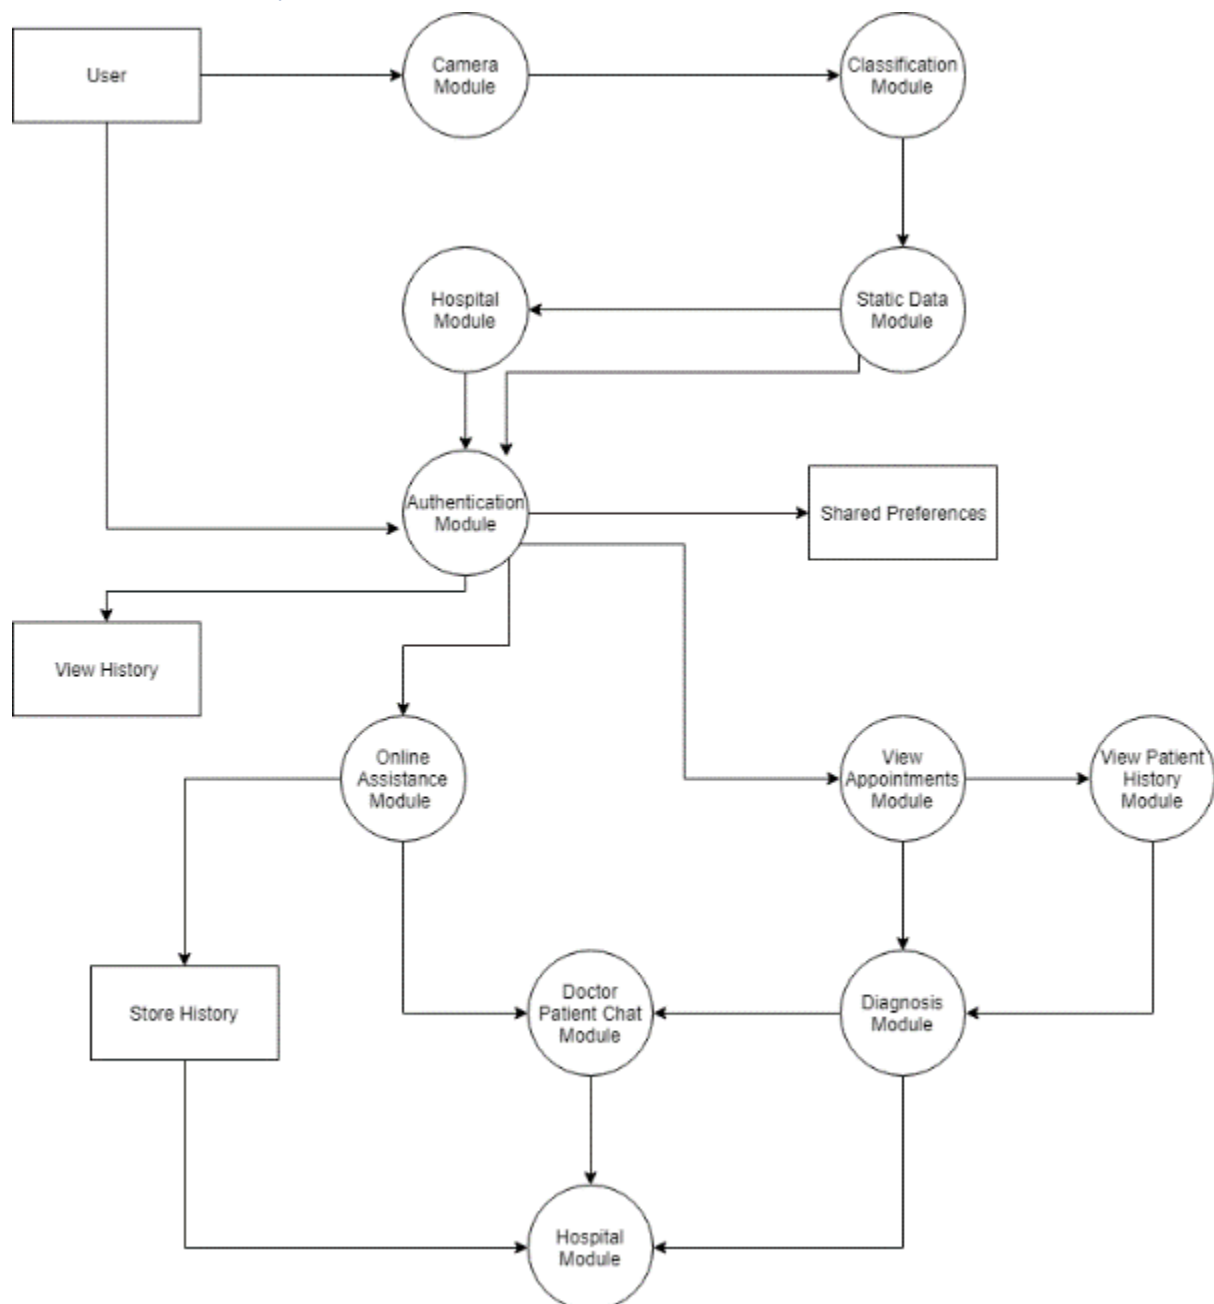 User
Camera
Module
Classification
Module
Hospital
Module
Static Data
Module
Authentication
Module
Shared Preferences
View History
Online
Assistance
Module
View
Appointments
Module
View Patient
History
Module
Store History
Doctor
Patient Chat
Module
Diagnosis
Module
Hospital
Module